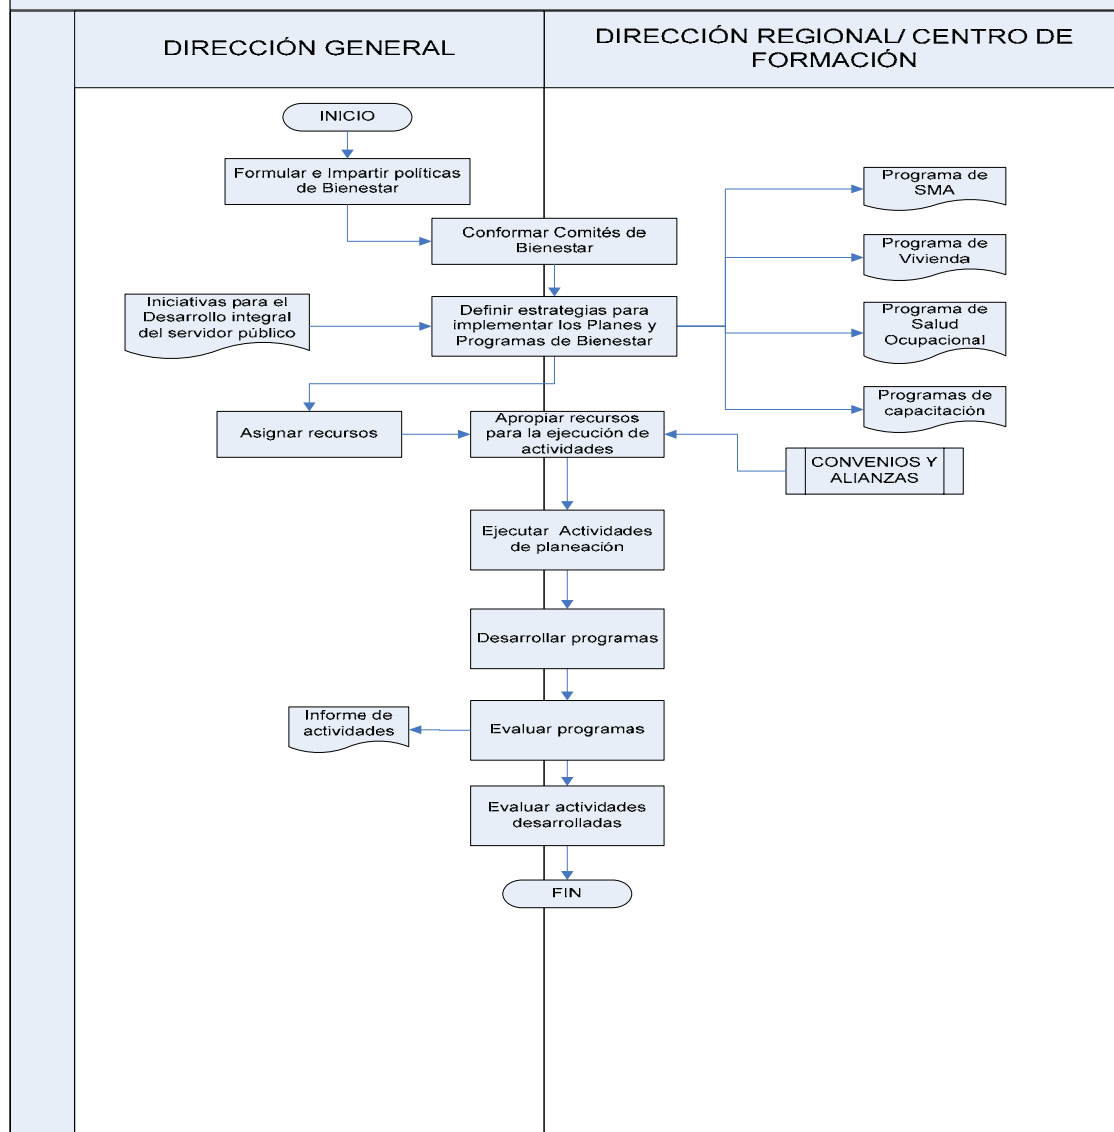 DIRECCIÓN GENERAL
DIRECCIÓN REGIONAL/ CENTRO DE
FORMACIÓN
INICIO
Formular e Impartir políticas
de Bienestar
Conformar Comités de
Bienestar
Iniciativas para el
Desarrollo integral
del servidor público
Definir estrategias para
implementar los Planes y
Programas de Bienestar
Programa de
SMA
Programa de
Vivienda
Programa de
Salud
Ocupacional
Programas de
capacitación
Asignar recursos
Apropiar recursos
para la ejecución de
actividades
CONVENIOS Y
ALIANZAS
Ejecutar Actividades
de planeación
Desarrollar programas
Informe de
actividades
Evaluar programas
Evaluar actividades
desarrolladas
FIN